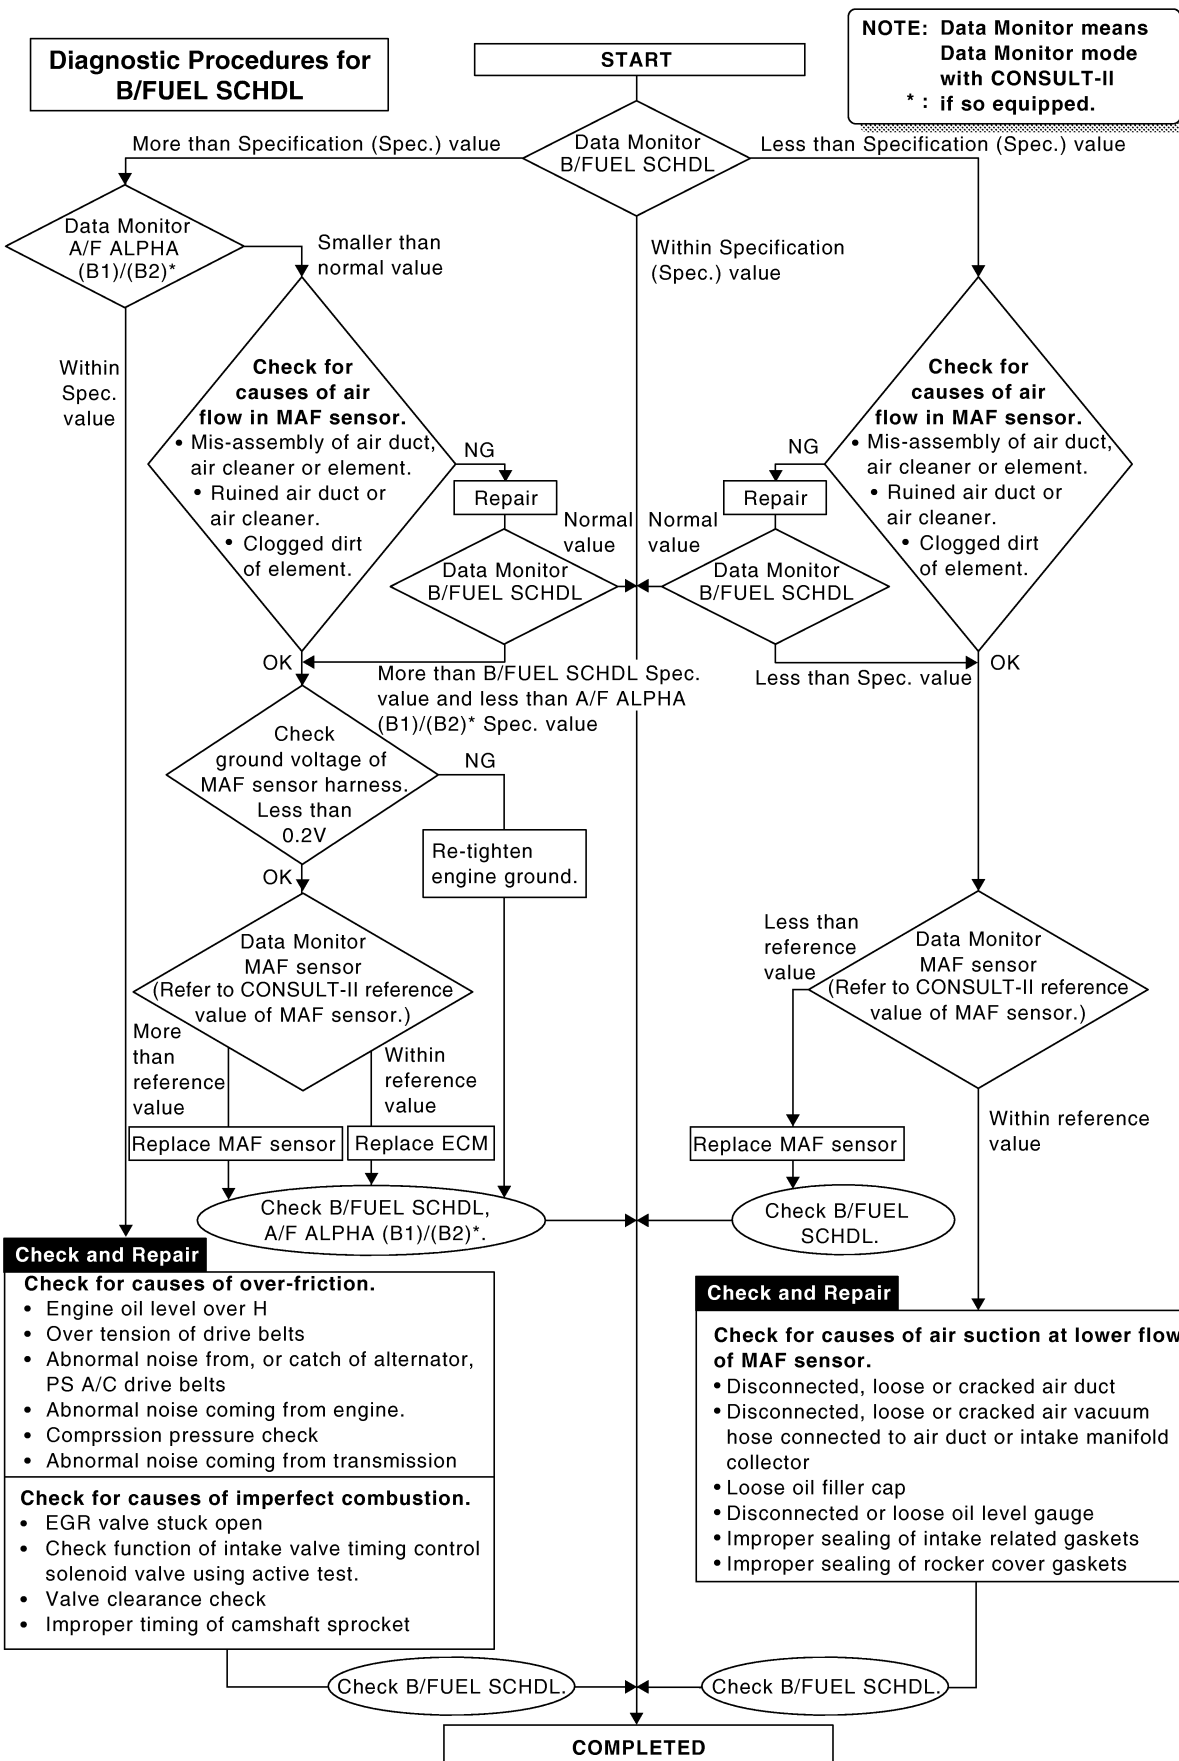 Diagnostic Procedures for
B/FUEL SCHDL
START
NOTE: Data Monitor means
Data Monitor mode
with CONSULT-II
* : if so equipped.
More than Specification (Spec.) value
Data Monitor
B/FUEL SCHDL
Less than Specification (Spec.) value
Data Monitor
A/F ALPHA
(B1)/(B2)*
Smaller than
normal value
Within Specification
(Spec.) value
Within
Spec.
value
Check for
causes of air
flow in MAF sensor.
• Mis-assembly of air duct,
air cleaner or element.
• Ruined air duct or
air cleaner.
• Clogged dirt
of element.
NG
Repair
Normal
value
Data Monitor
B/FUEL SCHDL
NG
Repair
Normal
value
Data Monitor
B/FUEL SCHDL
Check for
causes of air
flow in MAF sensor.
• Mis-assembly of air duct,
air cleaner or element.
• Ruined air duct or
air cleaner.
• Clogged dirt
of element.
OK
More than B/FUEL SCHDL Spec.
value and less than A/F ALPHA
(B1)/(B2)* Spec. value
Less than Spec. value
OK
Check
ground voltage of
MAF sensor harness.
Less than
0.2V
NG
Re-tighten
engine ground.
OK
Data Monitor
MAF sensor
(Refer to CONSULT-II reference
value of MAF sensor.)
Less than
reference
value
Data Monitor
MAF sensor
(Refer to CONSULT-II reference
value of MAF sensor.)
More
than
reference
value
Within
reference
value
Within reference
value
Replace MAF sensor
Replace ECM
Replace MAF sensor
Check B/FUEL SCHDL,
A/F ALPHA (B1)/(B2)*.
Check B/FUEL
SCHDL.
Check and Repair
Check for causes of over-friction.
• Engine oil level over H
• Over tension of drive belts
• Abnormal noise from, or catch of alternator,
PS A/C drive belts
• Abnormal noise coming from engine.
• Comprssion pressure check
• Abnormal noise coming from transmission
Check for causes of imperfect combustion.
• EGR valve stuck open
• Check function of intake valve timing control
solenoid valve using active test.
• Valve clearance check
• Improper timing of camshaft sprocket
Check and Repair
Check for causes of air suction at lower flow
of MAF sensor.
• Disconnected, loose or cracked air duct
• Disconnected, loose or cracked air vacuum
hose connected to air duct or intake manifold
collector
• Loose oil filler cap
• Disconnected or loose oil level gauge
• Improper sealing of intake related gaskets
• Improper sealing of rocker cover gaskets
Check B/FUEL SCHDL.
Check B/FUEL SCHDL.
COMPLETED